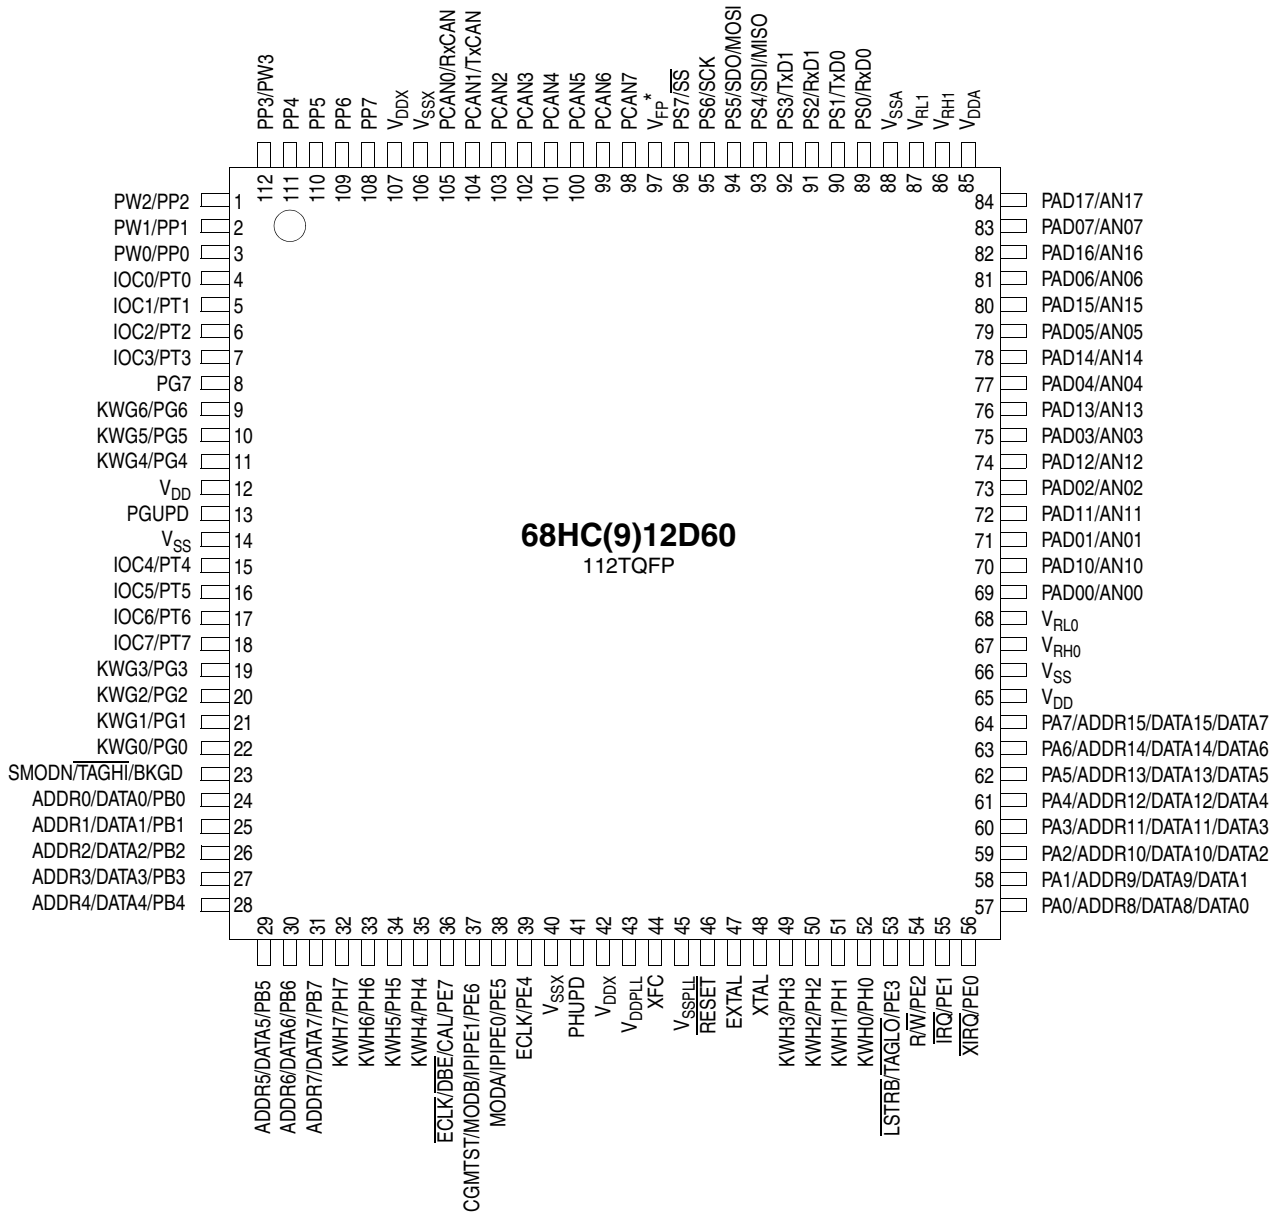 PP3/PW3
PP4
PP5
PP6
PP7
VDDX
VSSX
PCAN0/RxCAN
PCAN1/TxCAN
PCAN2
PCAN3
PCAN4
PCAN5
PCAN6
PCAN7
VFP*
PS7/SS
PS6/SCK
PS5/SDO/MOSI
PS4/SDI/MISO
PS3/TxD1
PS2/RxD1
PS1/TxD0
PS0/RxD0
VSSA
VRL1
VRH1
VDDA
112
111
110
109
108
107
106
105
104
103
102
101
100
99
98
97
96
95
94
93
92
91
90
89
88
87
86
85
PW2/PP2 1
PW1/PP1 2
PW0/PP0 3
IOC0/PT0 4
IOC1/PT1 5
IOC2/PT2 6
IOC3/PT3 7
PG7 8
KWG6/PG6 9
KWG5/PG5 10
KWG4/PG4 11
VDD 12
PGUPD 13
VSS 14
IOC4/PT4 15
IOC5/PT5 16
IOC6/PT6 17
IOC7/PT7 18
KWG3/PG3 19
KWG2/PG2 20
KWG1/PG1 21
KWG0/PG0 22
SMODN/TAGHI/BKGD 23
ADDR0/DATA0/PB0 24
ADDR1/DATA1/PB1 25
ADDR2/DATA2/PB2 26
ADDR3/DATA3/PB3 27
ADDR4/DATA4/PB4 28
68HC(9)12D60
112TQFP
84 PAD17/AN17
83 PAD07/AN07
82 PAD16/AN16
81 PAD06/AN06
80 PAD15/AN15
79 PAD05/AN05
78 PAD14/AN14
77 PAD04/AN04
76 PAD13/AN13
75 PAD03/AN03
74 PAD12/AN12
73 PAD02/AN02
72 PAD11/AN11
71 PAD01/AN01
70 PAD10/AN10
69 PAD00/AN00
68 VRL0
67 VRH0
66 VSS
65 VDD
64 PA7/ADDR15/DATA15/DATA7
63 PA6/ADDR14/DATA14/DATA6
62 PA5/ADDR13/DATA13/DATA5
61 PA4/ADDR12/DATA12/DATA4
60 PA3/ADDR11/DATA11/DATA3
59 PA2/ADDR10/DATA10/DATA2
58 PA1/ADDR9/DATA9/DATA1
57 PA0/ADDR8/DATA8/DATA0
29
30
31
32
33
34
35
36
37
38
39
40
41
42
43
44
45
46
47
48
49
50
51
52
53
54
55
56
ADDR5/DATA5/PB5
ADDR6/DATA6/PB6
ADDR7/DATA7/PB7
KWH7/PH7
KWH6/PH6
KWH5/PH5
KWH4/PH4
ECLK/DBE/CAL/PE7
CGMTST/MODB/IPIPE1/PE6
MODA/IPIPE0/PE5
ECLK/PE4
VSSX
PHUPD
VDDX
VDDPLL
XFC
VSSPLL
RESET
EXTAL
XTAL
KWH3/PH3
KWH2/PH2
KWH1/PH1
KWH0/PH0
LSTRB/TAGLO/PE3
R/W/PE2
IRQ/PE1
XIRQ/PE0